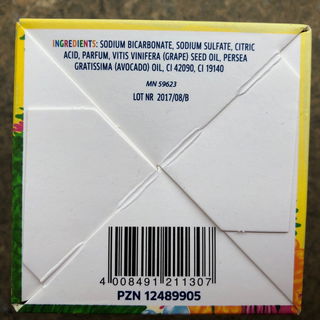 INGREDIENTS: SODIUM BICARBONATE, SODIUM SULFATE, CITRIC
ACID, PARFUM, VITIS VINIFERA (GRAPE) SEED OIL, PERSEA
GRATISSIMA (AVOCADO) OIL, CI 42090, CI 19140
MN 59623
LOT NR 2017/08/B
4 008491 211307
PZN 12489905